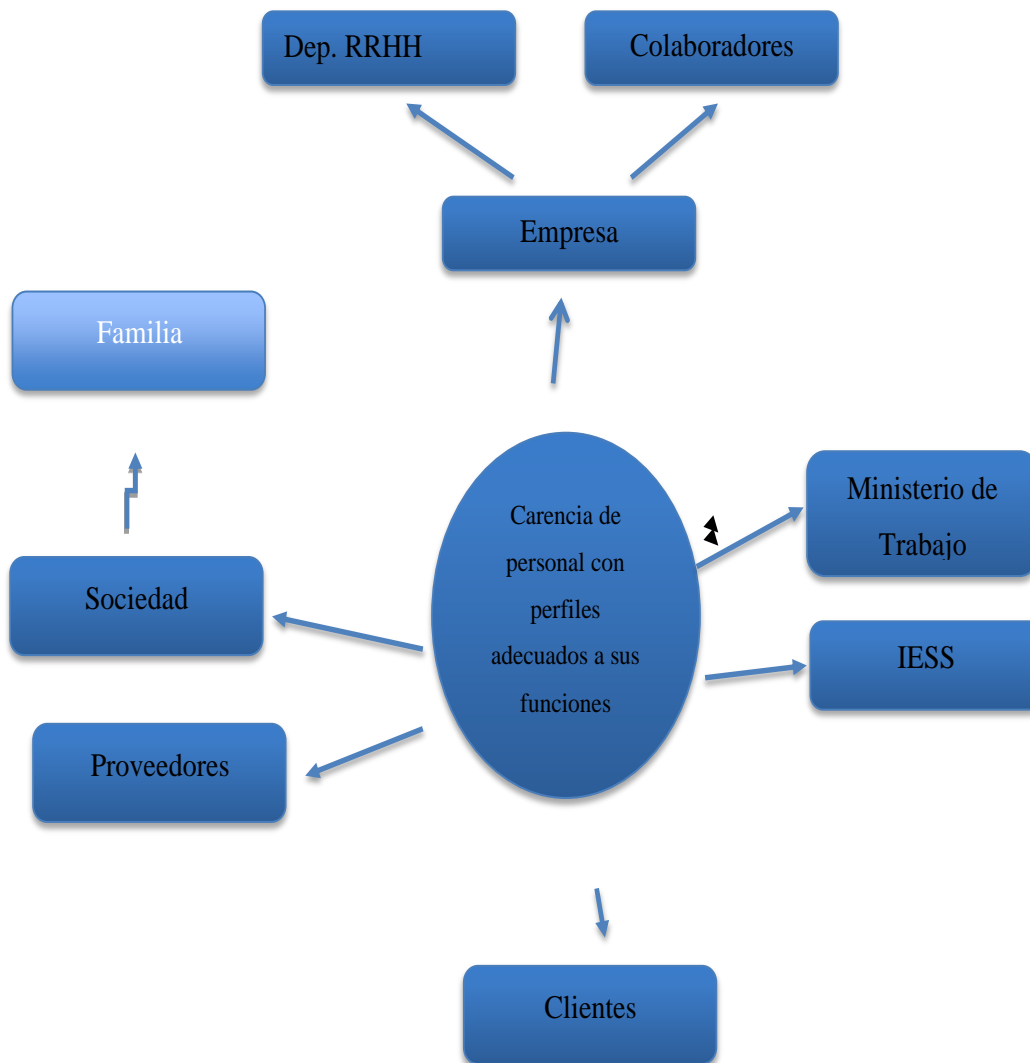 Dep. RRHH
Colaboradores
Empresa
Familia
Ministerio de
Trabajo
Carencia de
personal con
perfiles
adecuados a sus
funciones
Sociedad
IESS
Proveedores
Clientes